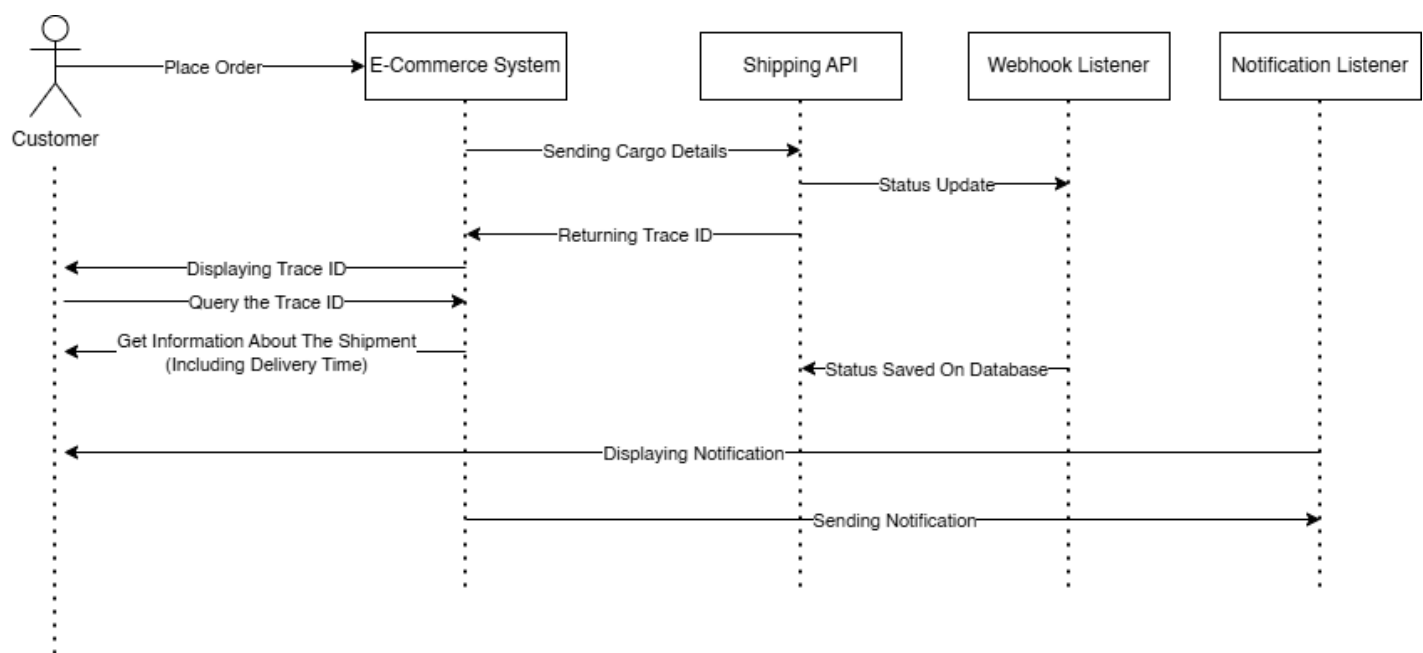 Place Order
E-Commerce System
Shipping API
Webhook Listener
Notification Listener
Customer
Sending Cargo Details
Status Update
Returning Trace ID
Displaying Trace ID
Query the Trace ID
Get Information About The Shipment
(Including Delivery Time)
Status Saved On Database
Displaying Notification
Sending Notification